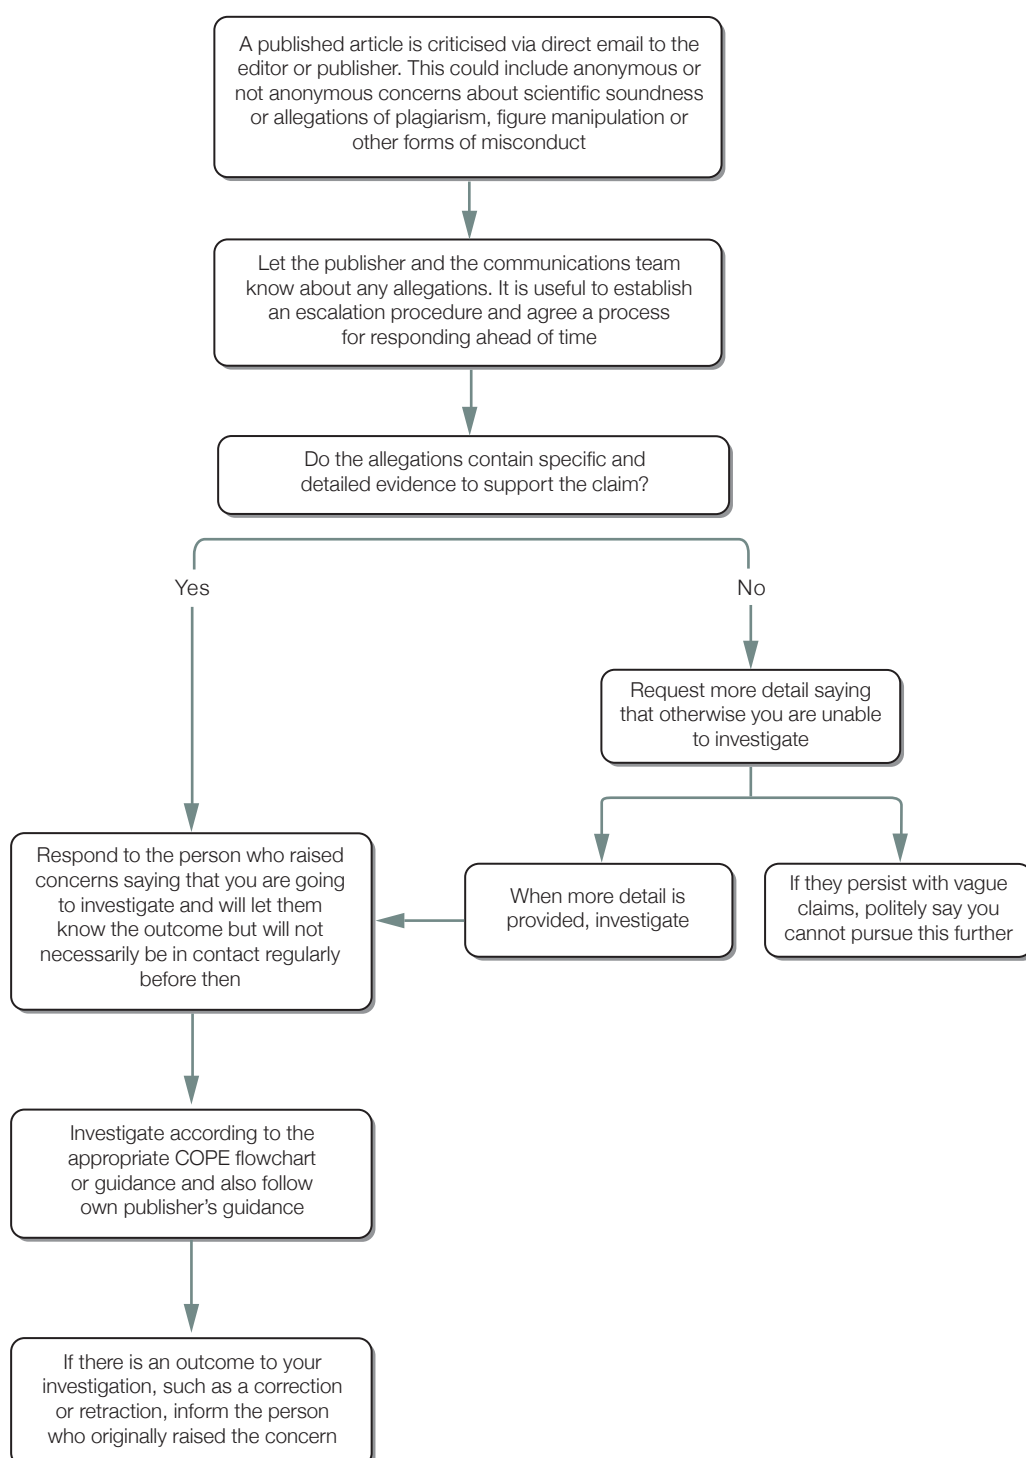 A published article is criticised via direct email to the
editor or publisher. This could include anonymous or
not anonymous concerns about scientific soundness
or allegations of plagiarism, figure manipulation or
other forms of misconduct
Let the publisher and the communications team
know about any allegations. It is useful to establish
an escalation procedure and agree a process
for responding ahead of time
Do the allegations contain specific and
detailed evidence to support the claim?
Yes
No
Request more detail saying
that otherwise you are unable
to investigate
Respond to the person who raised
concerns saying that you are going
to investigate and will let them
know the outcome but will not
necessarily be in contact regularly
before then
When more detail is
provided, investigate
If they persist with vague
claims, politely say you
cannot pursue this further
Investigate according to the
appropriate COPE flowchart
or guidance and also follow
own publisher’s guidance
If there is an outcome to your
investigation, such as a correction
or retraction, inform the person
who originally raised the concern